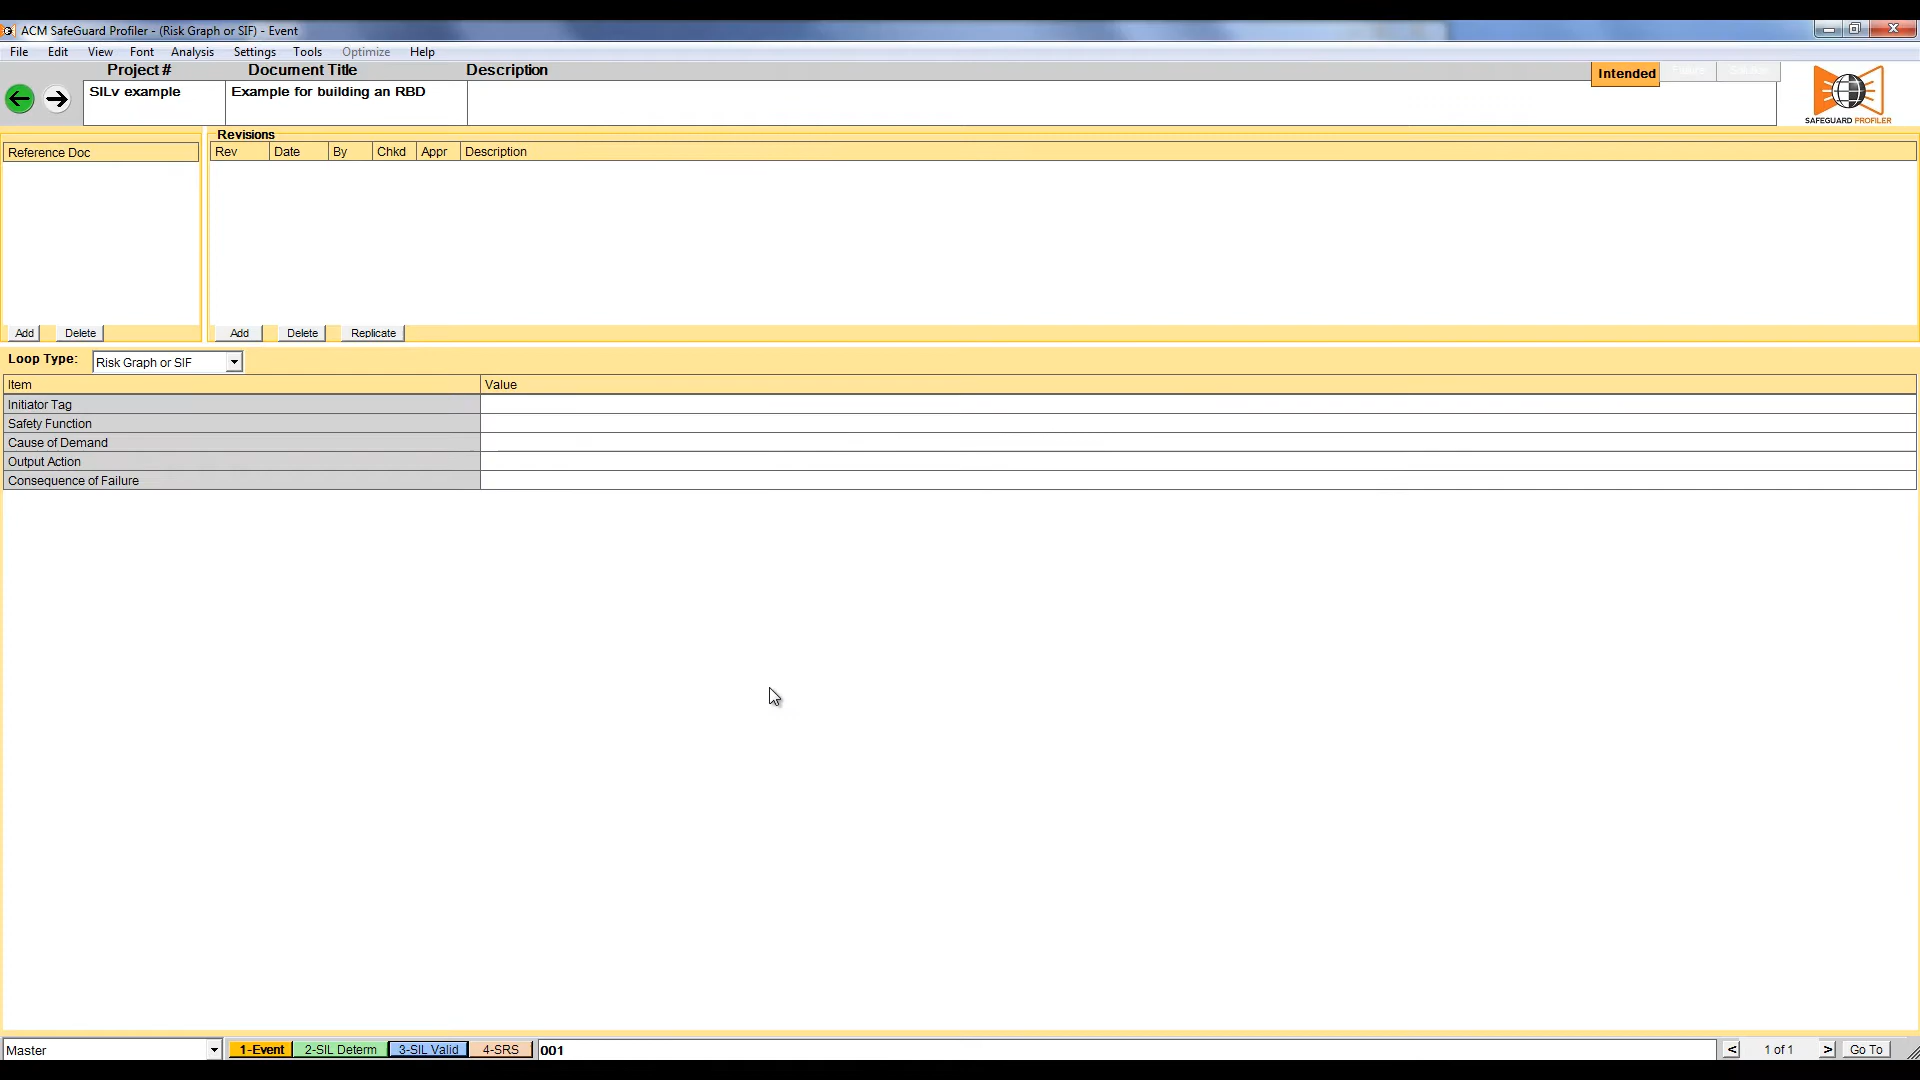 ACM SafeGuard Profiler - (Risk Graph or SIF) - Event
File Edit View Font Analysis Settings Tools Optimize Help
Project # Document Title Description
Intended
SILv example Example for building an RBD
SAFEGUARD PROFILER
Revisions
Reference Doc Rev Date By Chkd Appr Description
Add Delete Add Delete Replicate
Loop Type: Risk Graph or SIF
Item Value
Initiator Tag
Safety Function
Cause of Demand
Output Action
Consequence of Failure
Master 1-Event 2-SIL Determ 3-SIL Valid 4-SRS 001 < 1 of 1 > Go To